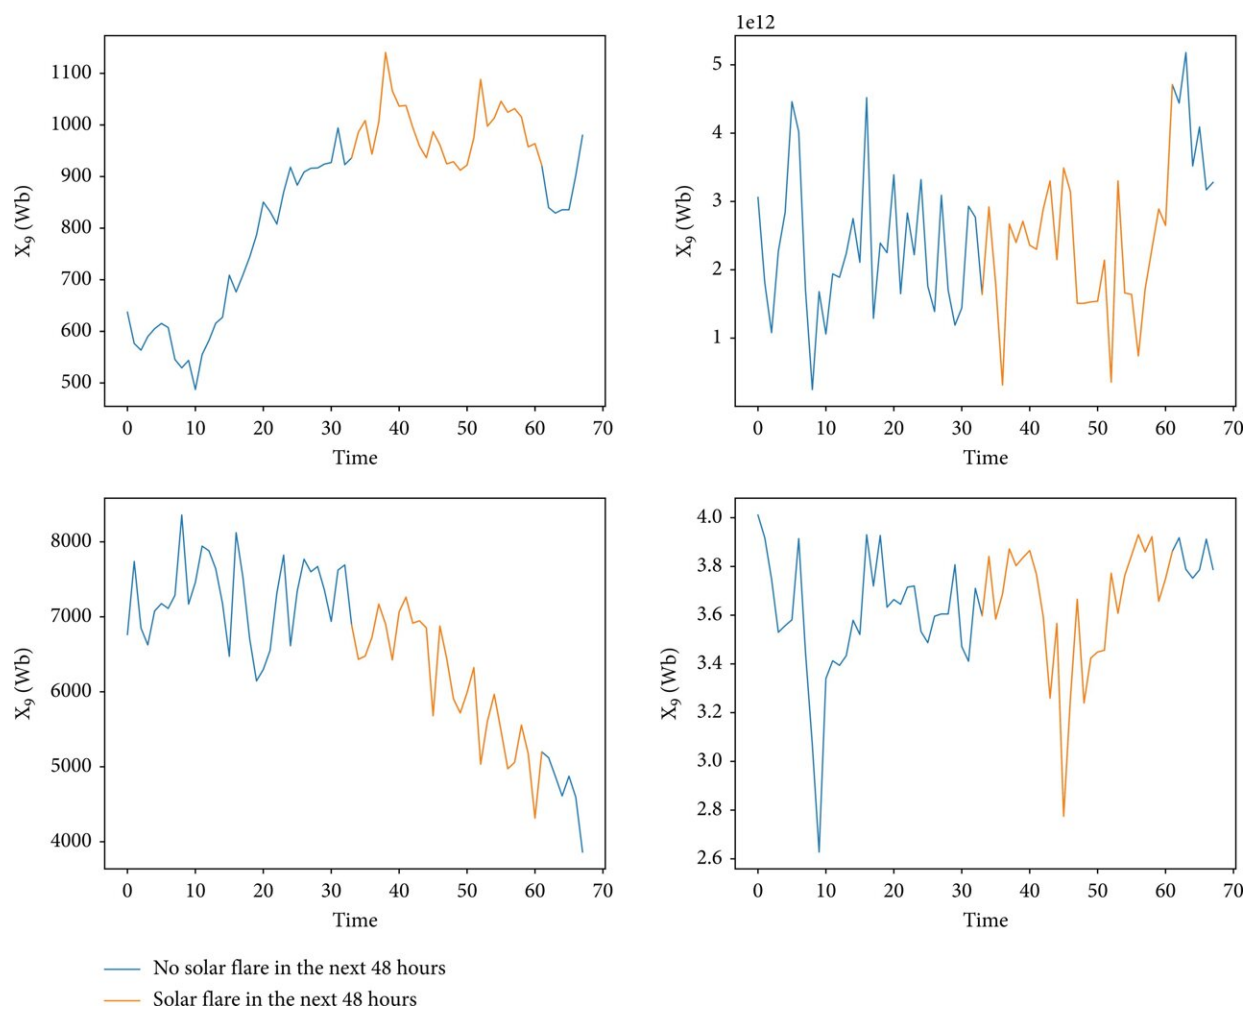 1100
1000
900
800
700
600
500
X9 (Wb)
0 10 20 30 40 50 60 70
Time
1e12
5
4
3
2
1
X9 (Wb)
0 10 20 30 40 50 60 70
Time
8000
7000
6000
5000
4000
X9 (Wb)
0 10 20 30 40 50 60 70
Time
4.0
3.8
3.6
3.4
3.2
3.0
2.8
2.6
X9 (Wb)
0 10 20 30 40 50 60 70
Time
No solar flare in the next 48 hours
Solar flare in the next 48 hours